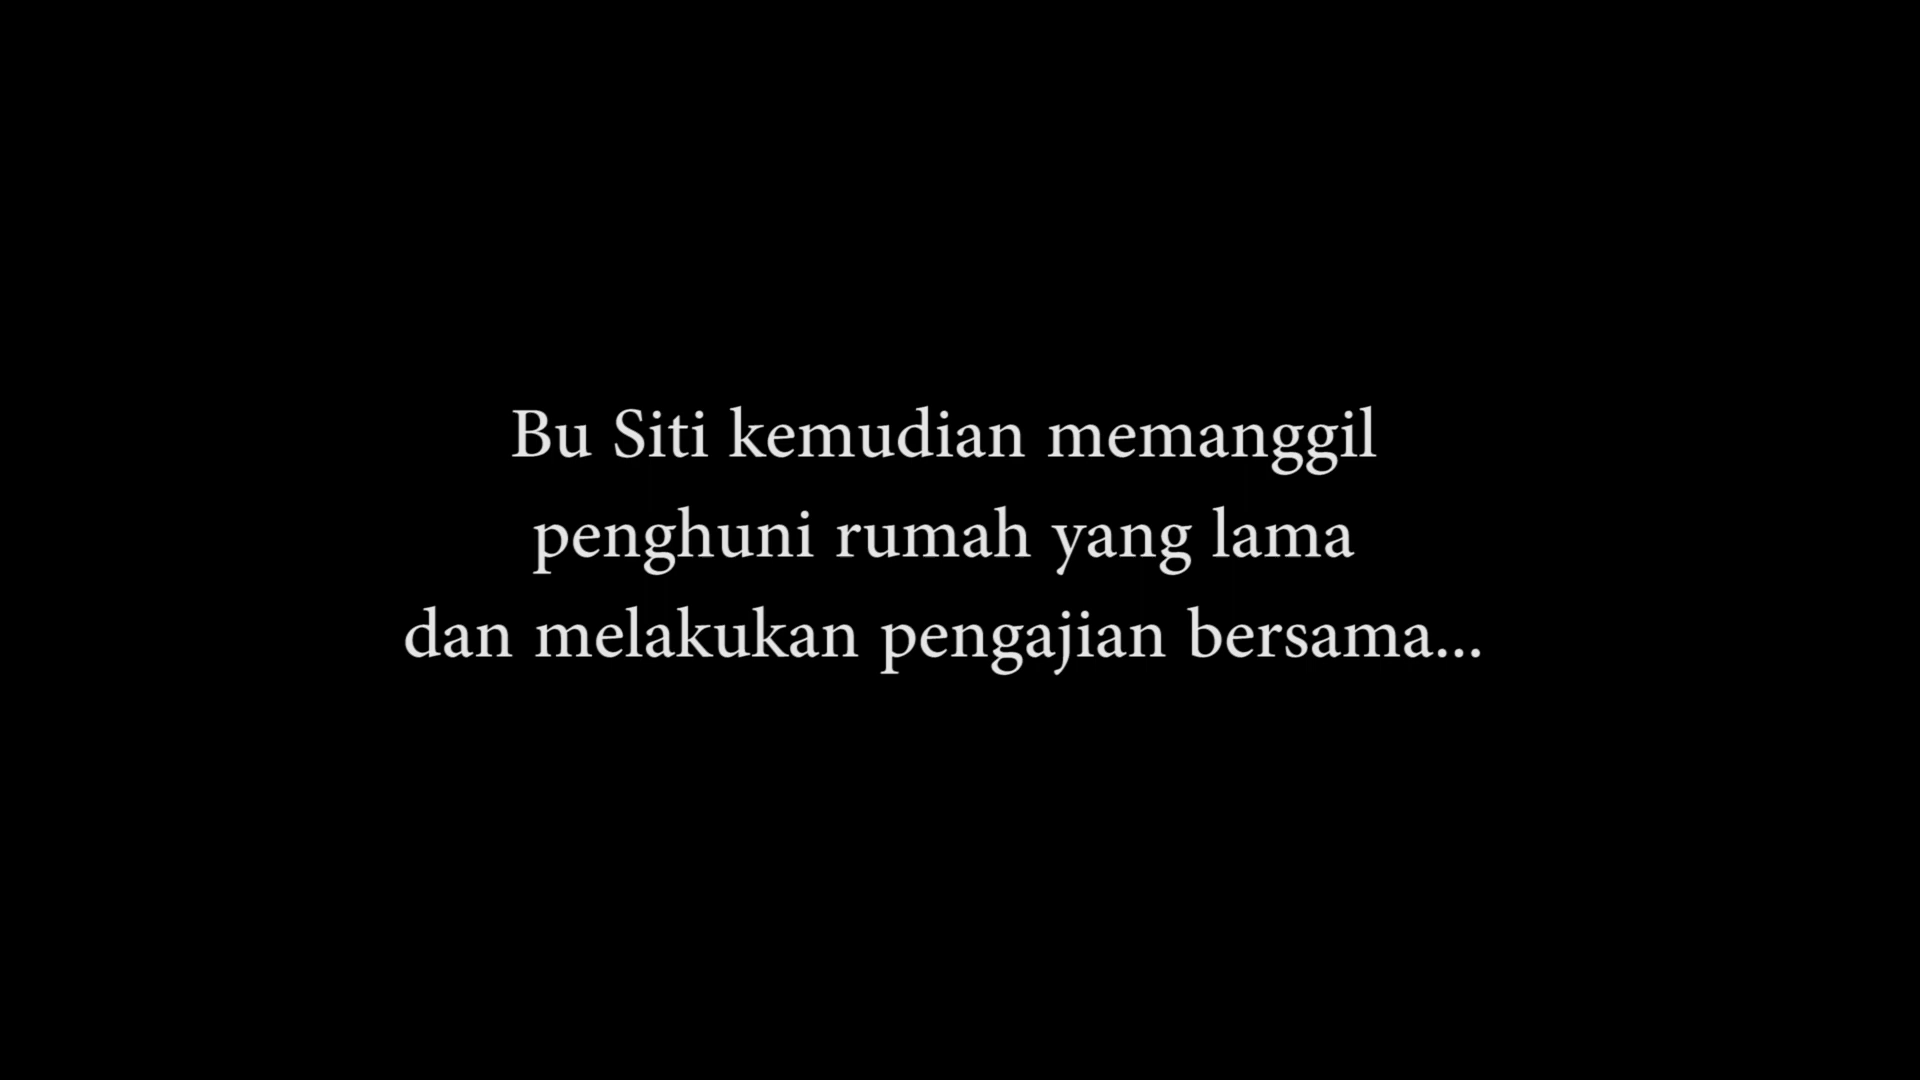 Bu Siti kemudian memanggil
penghuni rumah yang lama
dan melakukan pengajian bersama...